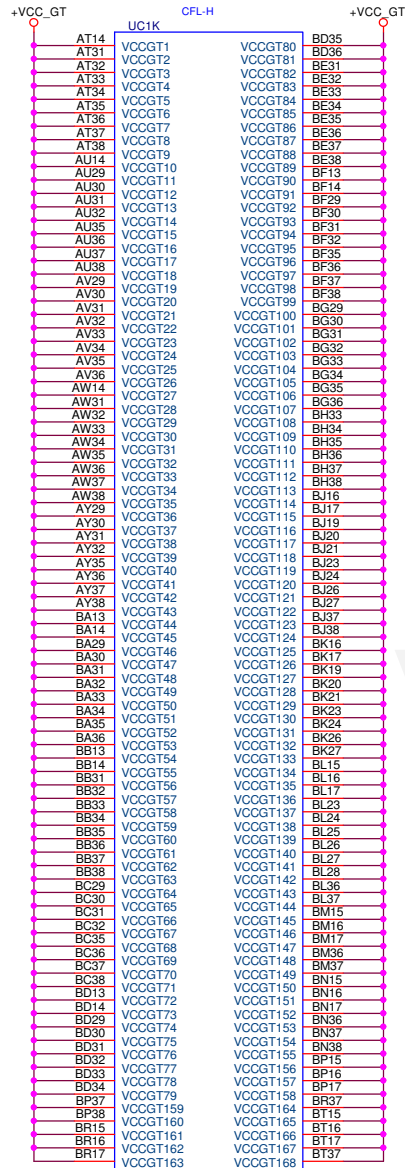 +VCC_GT CFL-H +VCC_GT
UC1K
AT14 VCCGT1 VCCGT80 BD35
AT31 VCCGT2 VCCGT81 BD36
AT32 VCCGT3 VCCGT82 BE31
AT33 VCCGT4 VCCGT83 BE32
AT34 VCCGT5 VCCGT84 BE33
AT35 VCCGT6 VCCGT85 BE34
AT36 VCCGT7 VCCGT86 BE35
AT37 VCCGT8 VCCGT87 BE36
AT38 VCCGT9 VCCGT88 BE37
AU14 VCCGT10 VCCGT89 BE38
AU29 VCCGT11 VCCGT90 BF13
AU30 VCCGT12 VCCGT91 BF14
AU31 VCCGT13 VCCGT92 BF29
AU32 VCCGT14 VCCGT93 BF30
AU35 VCCGT15 VCCGT94 BF31
AU36 VCCGT16 VCCGT95 BF32
AU37 VCCGT17 VCCGT96 BF35
AU38 VCCGT18 VCCGT97 BF36
AV29 VCCGT19 VCCGT98 BF37
AV30 VCCGT20 VCCGT99 BF38
AV31 VCCGT21 VCCGT100 BG29
AV32 VCCGT22 VCCGT101 BG30
AV33 VCCGT23 VCCGT102 BG31
AV34 VCCGT24 VCCGT103 BG32
AV35 VCCGT25 VCCGT104 BG33
AV36 VCCGT26 VCCGT105 BG34
AW14 VCCGT27 VCCGT106 BG35
AW31 VCCGT28 VCCGT107 BG36
AW32 VCCGT29 VCCGT108 BH33
AW33 VCCGT30 VCCGT109 BH34
AW34 VCCGT31 VCCGT110 BH35
AW35 VCCGT32 VCCGT111 BH36
AW36 VCCGT33 VCCGT112 BH37
AW37 VCCGT34 VCCGT113 BH38
AW38 VCCGT35 VCCGT114 BJ16
AY29 VCCGT36 VCCGT115 BJ17
AY30 VCCGT37 VCCGT116 BJ19
AY31 VCCGT38 VCCGT117 BJ20
AY32 VCCGT39 VCCGT118 BJ21
AY35 VCCGT40 VCCGT119 BJ23
AY36 VCCGT41 VCCGT120 BJ24
AY37 VCCGT42 VCCGT121 BJ26
AY38 VCCGT43 VCCGT122 BJ27
BA13 VCCGT44 VCCGT123 BJ37
BA14 VCCGT45 VCCGT124 BJ38
BA29 VCCGT46 VCCGT125 BK16
BA30 VCCGT47 VCCGT126 BK17
BA31 VCCGT48 VCCGT127 BK19
BA32 VCCGT49 VCCGT128 BK20
BA33 VCCGT50 VCCGT129 BK21
BA34 VCCGT51 VCCGT130 BK23
BA35 VCCGT52 VCCGT131 BK24
BA36 VCCGT53 VCCGT132 BK26
BB13 VCCGT54 VCCGT133 BK27
BB14 VCCGT55 VCCGT134 BL15
BB31 VCCGT56 VCCGT135 BL16
BB32 VCCGT57 VCCGT136 BL17
BB33 VCCGT58 VCCGT137 BL23
BB34 VCCGT59 VCCGT138 BL24
BB35 VCCGT60 VCCGT139 BL25
BB36 VCCGT61 VCCGT140 BL26
BB37 VCCGT62 VCCGT141 BL27
BB38 VCCGT63 VCCGT142 BL28
BC29 VCCGT64 VCCGT143 BL36
BC30 VCCGT65 VCCGT144 BL37
BC31 VCCGT66 VCCGT145 BM15
BC32 VCCGT67 VCCGT146 BM16
BC35 VCCGT68 VCCGT147 BM17
BC36 VCCGT69 VCCGT148 BM36
BC37 VCCGT70 VCCGT149 BM37
BC38 VCCGT71 VCCGT150 BN15
BD13 VCCGT72 VCCGT151 BN16
BD14 VCCGT73 VCCGT152 BN17
BD29 VCCGT74 VCCGT153 BN36
BD30 VCCGT75 VCCGT154 BN37
BD31 VCCGT76 VCCGT155 BN38
BD32 VCCGT77 VCCGT156 BP15
BD33 VCCGT78 VCCGT157 BP16
BD34 VCCGT79 VCCGT158 BP17
BP37 VCCGT159 VCCGT164 BR37
BP38 VCCGT160 VCCGT165 BT15
BR15 VCCGT161 VCCGT166 BT16
BR16 VCCGT162 VCCGT167 BT17
BR17 VCCGT163 VCCGT168 BT37